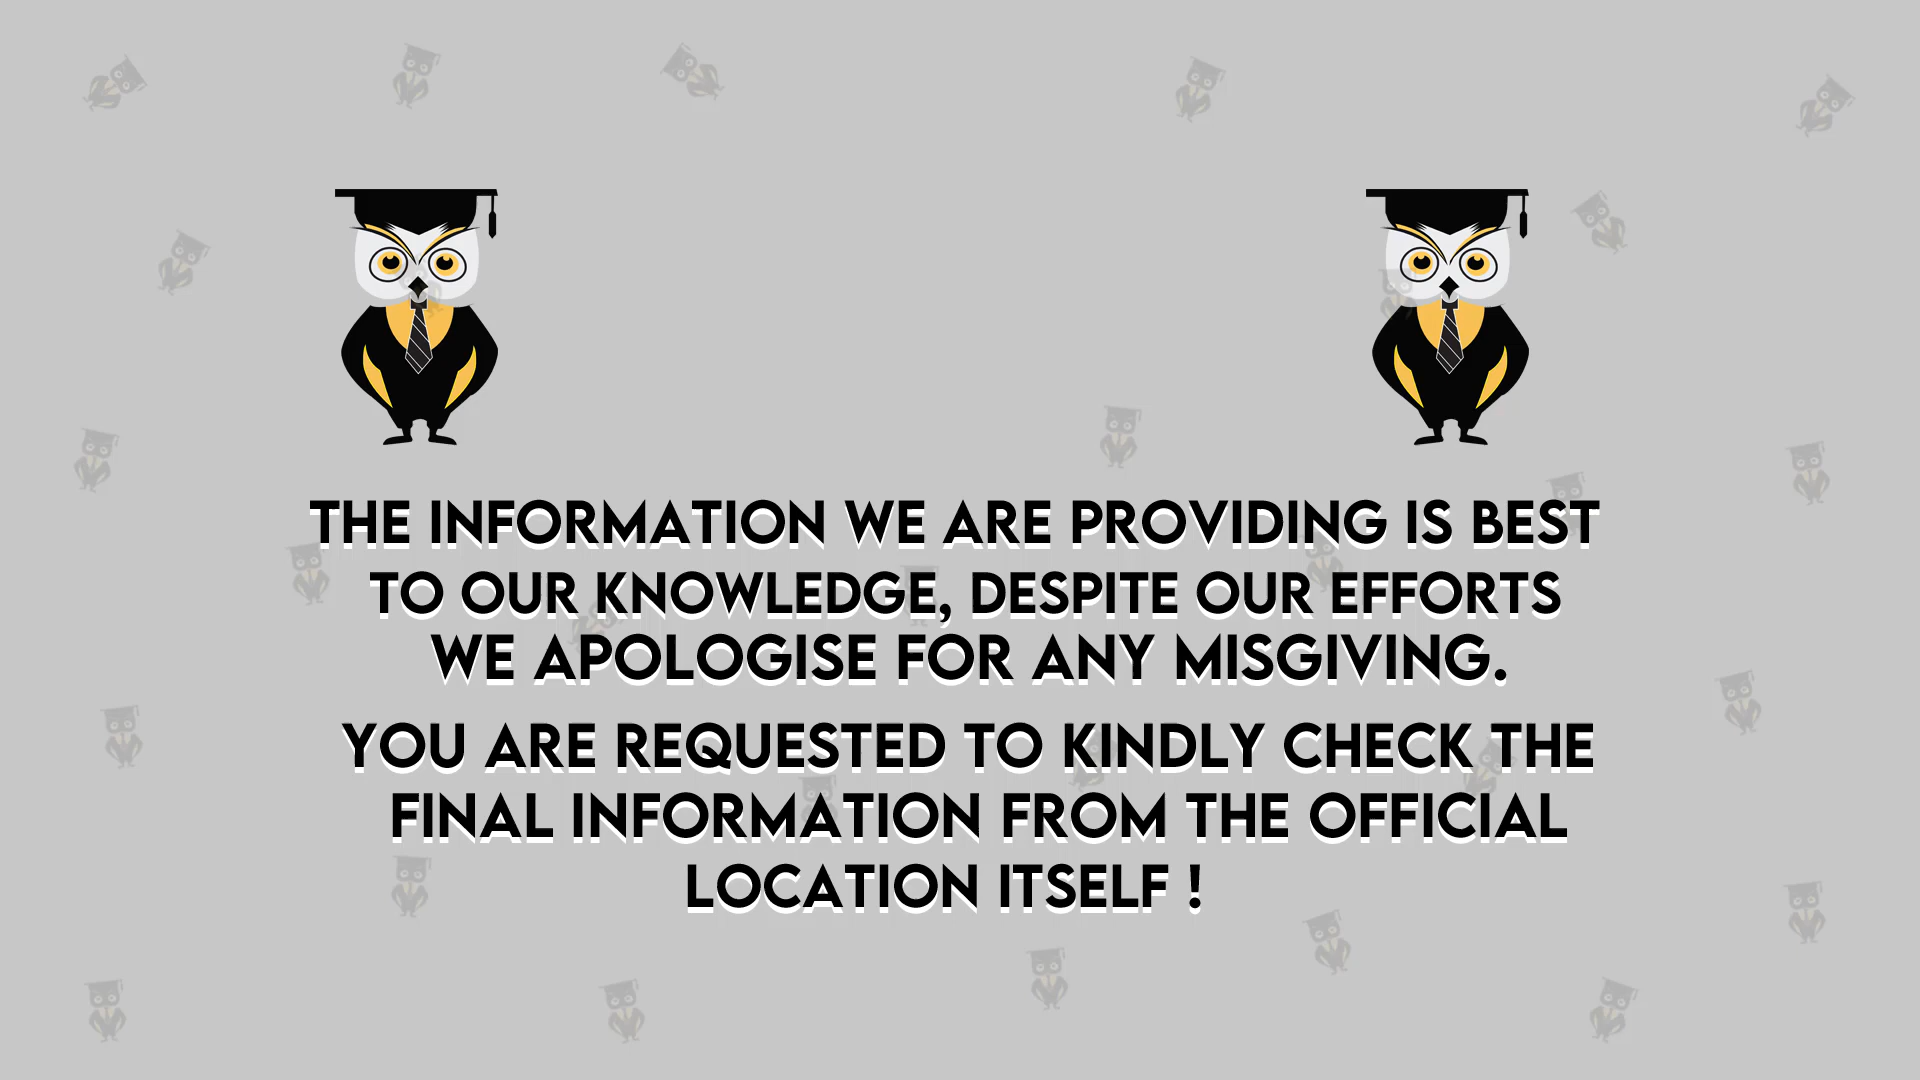 THE INFORMATION WE ARE PROVIDING IS BEST
TO OUR KNOWLEDGE, DESPITE OUR EFFORTS
WE APOLOGISE FOR ANY MISGIVING.
YOU ARE REQUESTED TO KINDLY CHECK THE
FINAL INFORMATION FROM THE OFFICIAL
LOCATION ITSELF !